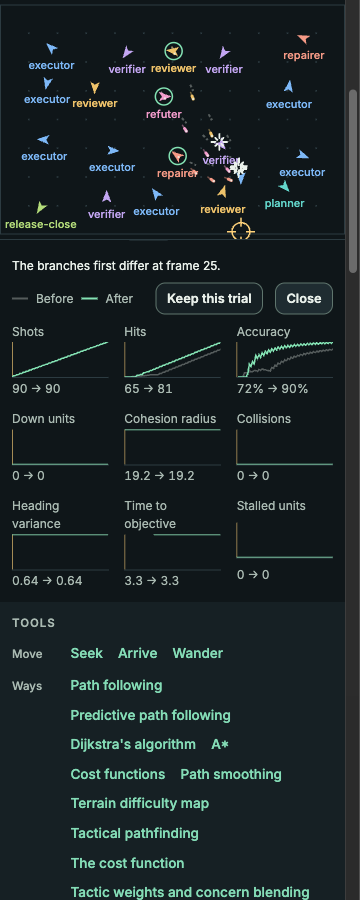 repairer
executor
verifier
reviewer
verifier
executor
reviewer
executor
refuter
executor
verifier
executor
repairer
executor
executor
planner
release-close
verifier
executor
reviewer
The branches first differ at frame 25.
Before
After
Keep this trial
Close
Shots
Hits
Accuracy
90 → 90
65 → 81
72% → 90%
Down units
Cohesion radius
Collisions
0 → 0
19.2 → 19.2
0 → 0
Heading
variance
Time to
objective
Stalled units
0.64 → 0.64
3.3 → 3.3
0 → 0
TOOLS
Move
Seek
Arrive
Wander
Ways
Path following
Predictive path following
Dijkstra's algorithm
A*
Cost functions
Path smoothing
Terrain difficulty map
Tactical pathfinding
The cost function
Tactic weights and concern blending